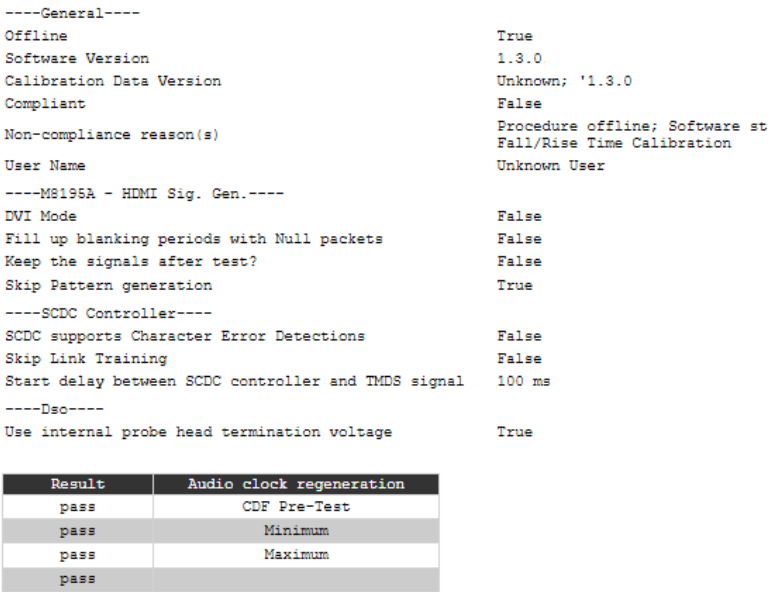 ----General----
Offline True
Software Version 1.3.0
Calibration Data Version Unknown; '1.3.0
Compliant False
Non-compliance reason(s) Procedure offline; Software st
Fall/Rise Time Calibration
User Name Unknown User
----M8195A - HDMI Sig. Gen.----
DVI Mode False
Fill up blanking periods with Null packets False
Keep the signals after test? False
Skip Pattern generation True
----SCDC Controller----
SCDC supports Character Error Detections False
Skip Link Training False
Start delay between SCDC controller and TMDS signal 100 ms
----Dso----
Use internal probe head termination voltage True
Result Audio clock regeneration
pass CDF Pre-Test
pass Minimum
pass Maximum
pass